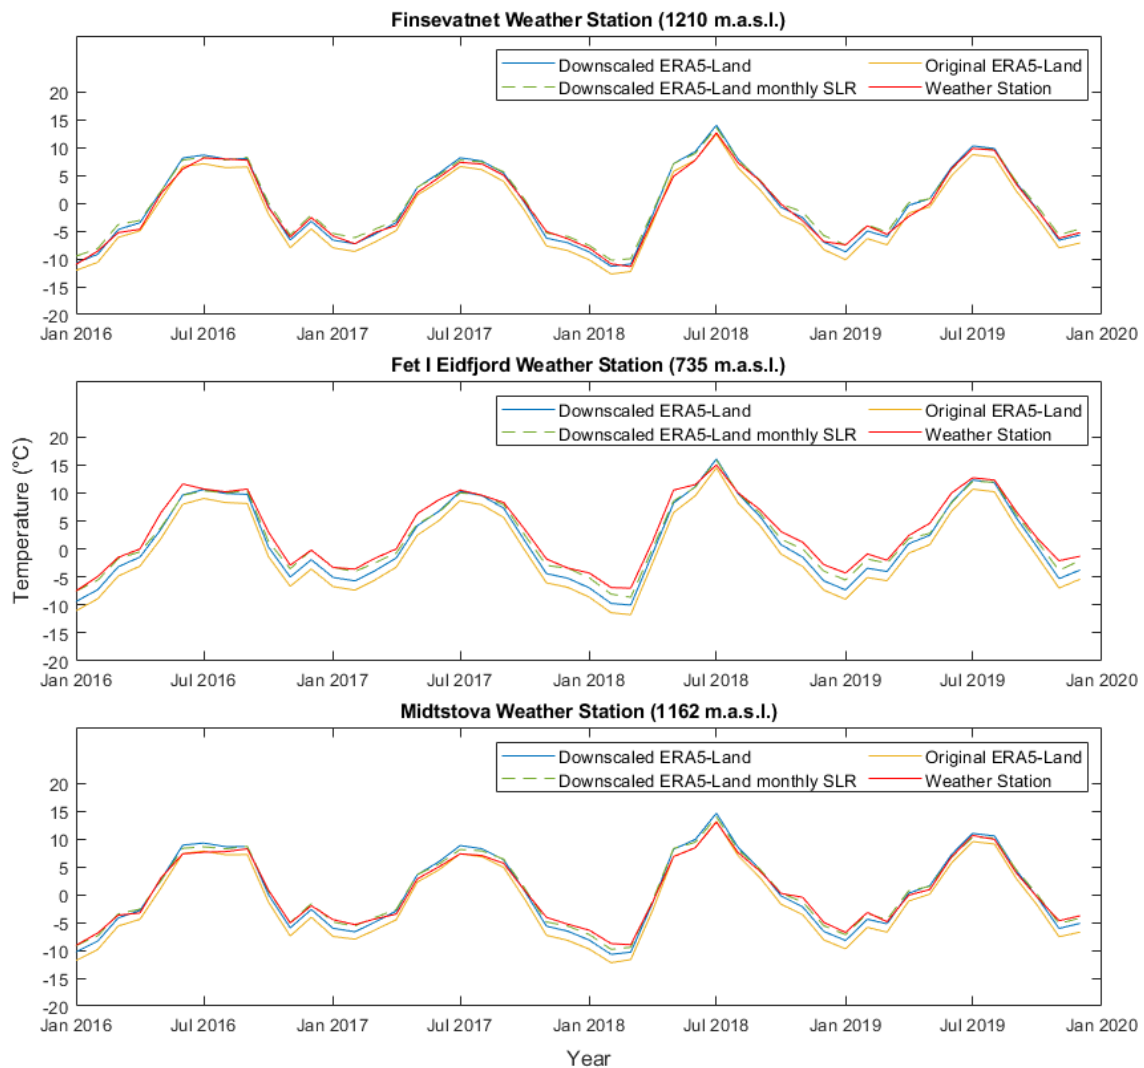 Finsevatnet Weather Station (1210 m.a.s.l.)
Downscaled ERA5-Land
Original ERA5-Land
Downscaled ERA5-Land monthly SLR
Weather Station
20
15
10
5
0
-5
-10
-15
-20
Jan 2016
Jul 2016
Jan 2017
Jul 2017
Jan 2018
Jul 2018
Jan 2019
Jul 2019
Jan 2020
Fet I Eidfjord Weather Station (735 m.a.s.l.)
Downscaled ERA5-Land
Original ERA5-Land
Downscaled ERA5-Land monthly SLR
Weather Station
Temperature (°C)
20
15
10
5
0
-5
-10
-15
-20
Jan 2016
Jul 2016
Jan 2017
Jul 2017
Jan 2018
Jul 2018
Jan 2019
Jul 2019
Jan 2020
Midtstova Weather Station (1162 m.a.s.l.)
Downscaled ERA5-Land
Original ERA5-Land
Downscaled ERA5-Land monthly SLR
Weather Station
20
15
10
5
0
-5
-10
-15
-20
Jan 2016
Jul 2016
Jan 2017
Jul 2017
Jan 2018
Jul 2018
Jan 2019
Jul 2019
Jan 2020
Year